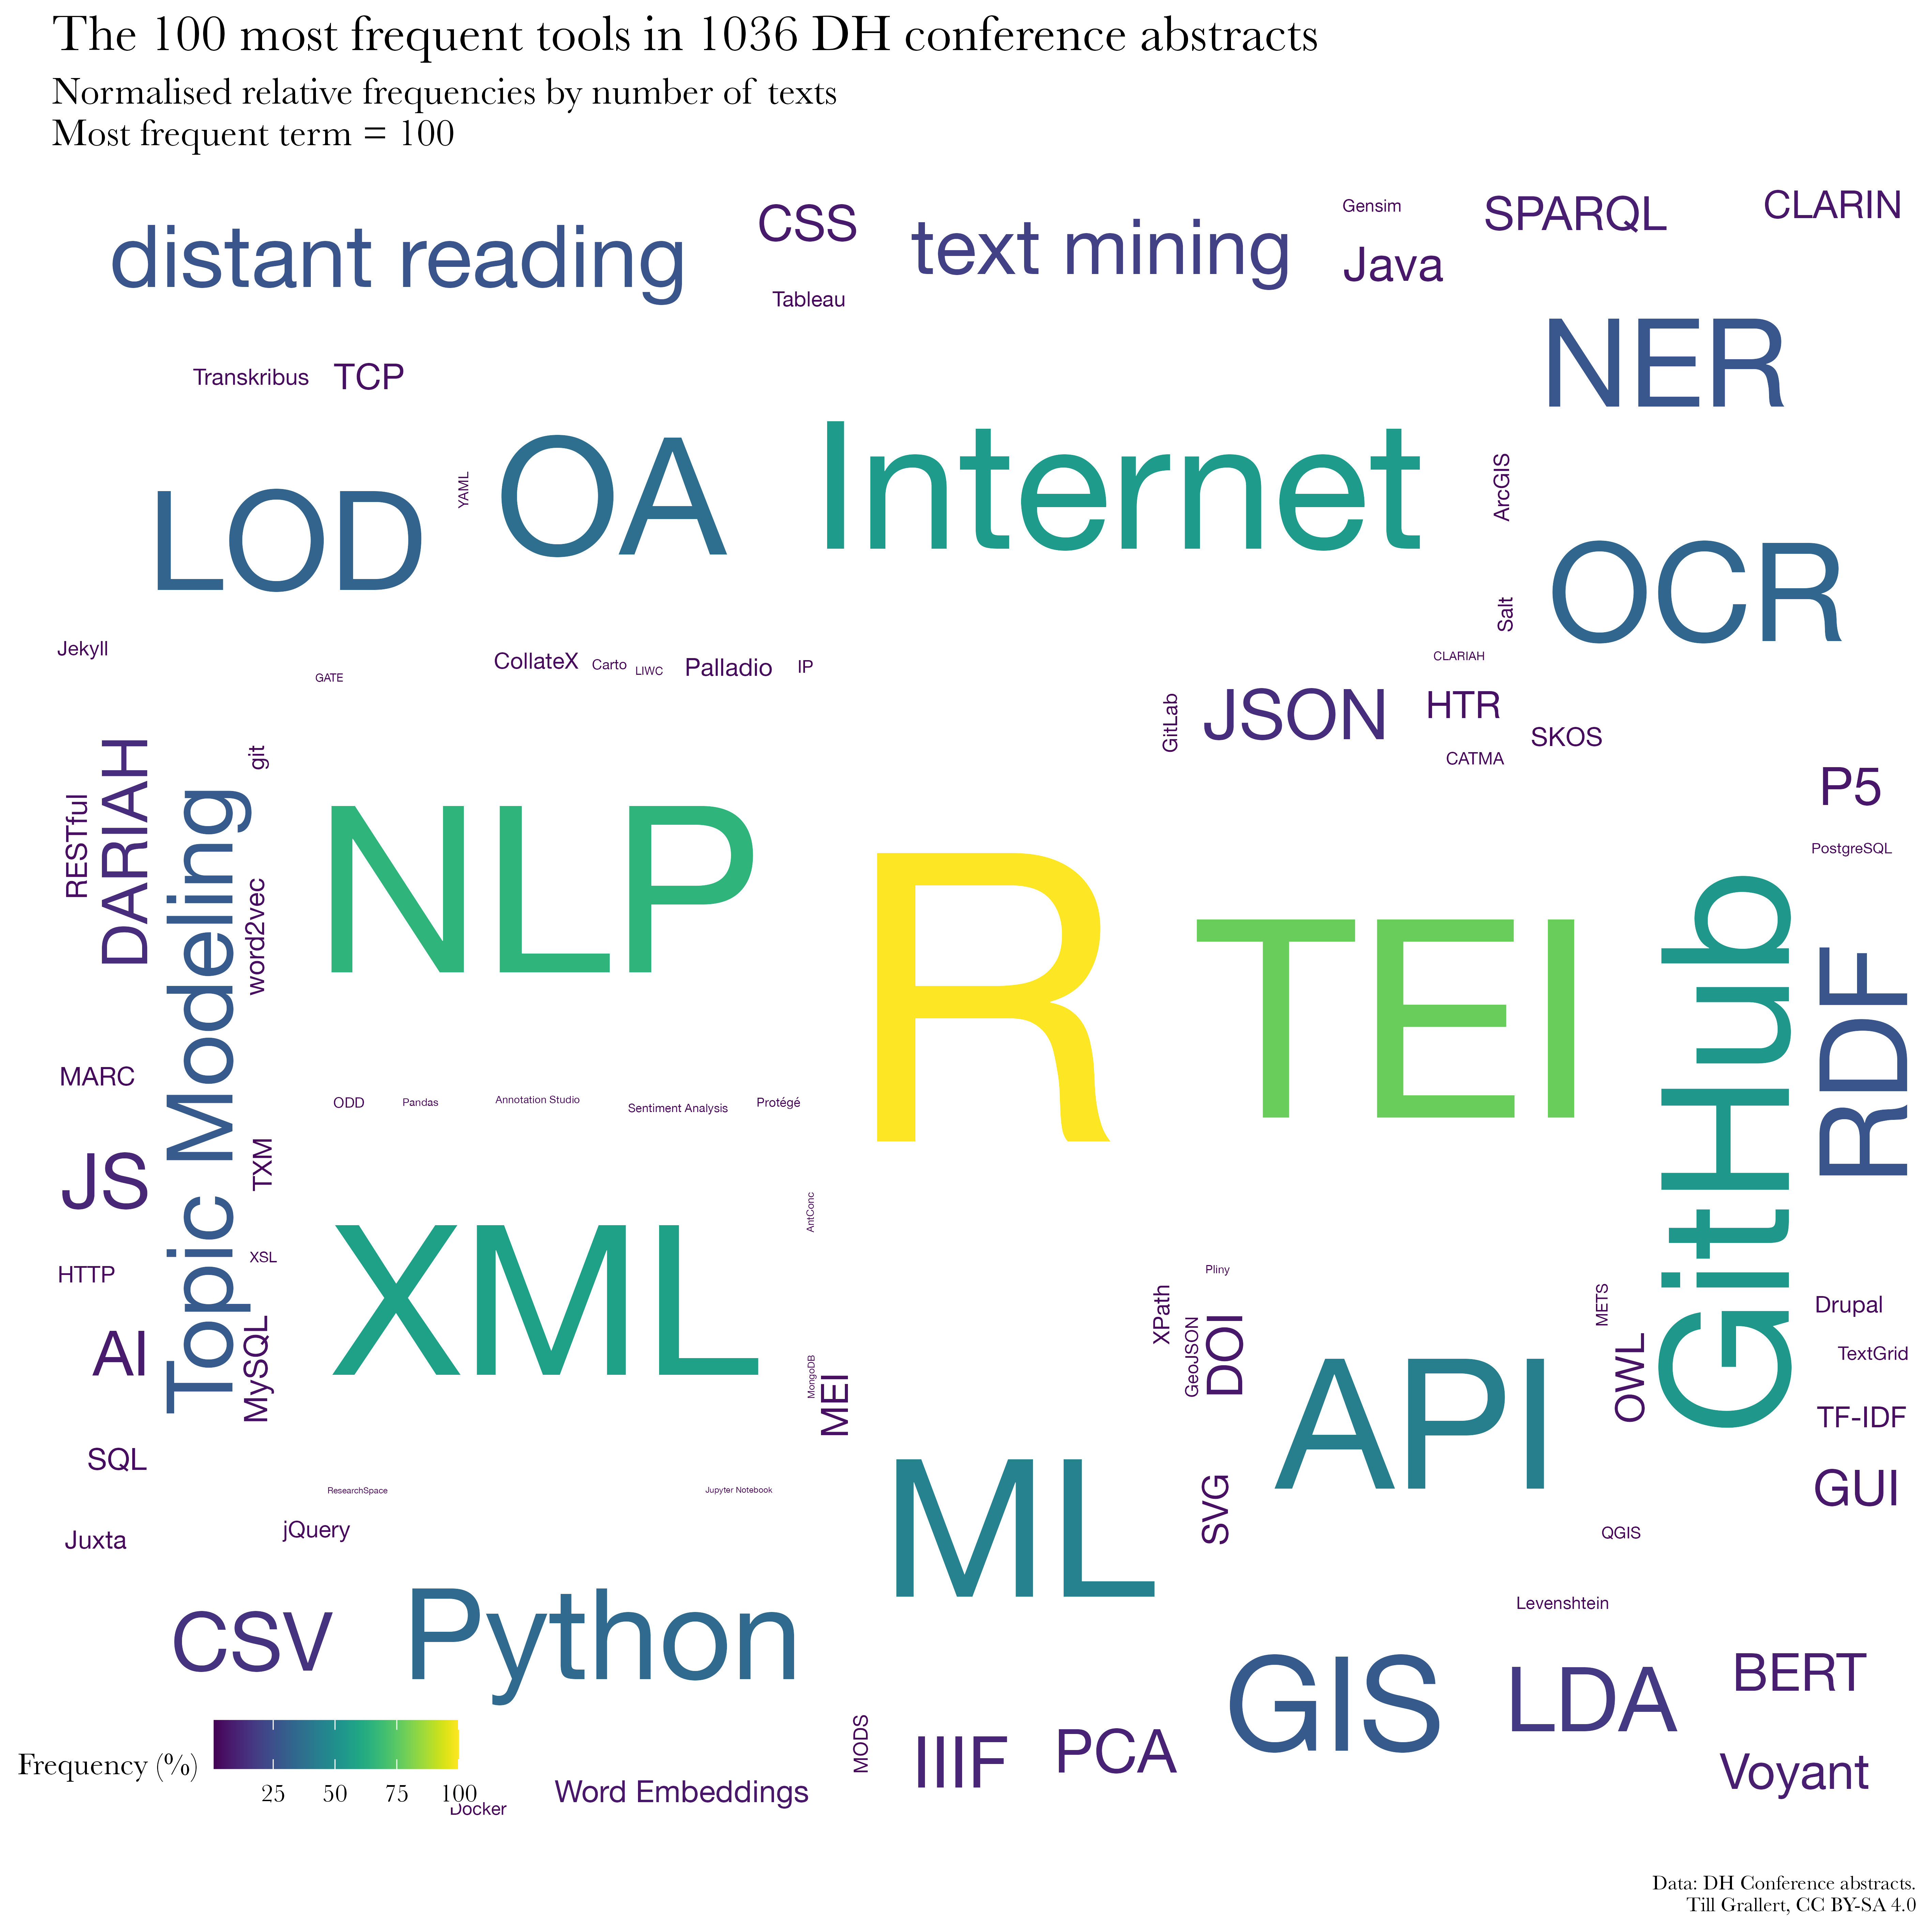 The 100 most frequent tools in 1036 DH conference abstracts
Normalised relative frequencies by number of texts
Most frequent term = 100
distant reading
CSS
text mining
Gensim
SPARQL
CLARIN
Java
Tableau
NER
Transkribus
TCP
LOD
YAML
OA
Internet
ArcGIS
OCR
Salt
Jekyll
GATE
CollateX
Carto
LIWC
Palladio
IP
CLARIAH
GitLab
JSON
HTR
SKOS
CATMA
RESTful
DARIAH
Topic Modeling
git
word2vec
NLP
R
TEI
GitHub
P5
PostgreSQL
RDF
MARC
ODD
Pandas
Annotation Studio
Sentiment Analysis
Protégé
JS
TXM
AntConc
XML
XSL
HTTP
Pliny
XPath
GeoJSON
DOI
METS
Drupal
AI
MySQL
MongoDB
MEI
API
OWL
TextGrid
TF-IDF
SQL
ResearchSpace
Jupyter Notebook
ML
SVG
GUI
Juxta
jQuery
QGIS
CSV
Python
Levenshtein
GIS
LDA
BERT
MODS
IIIF
PCA
Voyant
Frequency (%)
25 50 75 100
Docker
Word Embeddings
Data: DH Conference abstracts.
Till Grallert, CC BY-SA 4.0